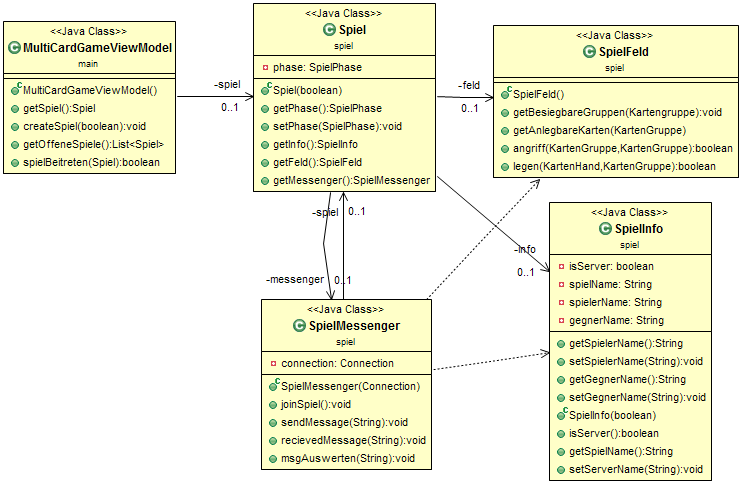 <<Java Class>>
MultiCardGameViewModel
main
MultiCardGameViewModel()
getSpiel():Spiel
createSpiel(boolean):void
getOffeneSpiele():List<Spiel>
spielBeitreten(Spiel):boolean
-spiel
0..1
<<Java Class>>
Spiel
spiel
phase: SpielPhase
Spiel(boolean)
getPhase():SpielPhase
setPhase(SpielPhase):void
getInfo():SpielInfo
getFeld():SpielFeld
getMessenger():SpielMessenger
-feld
0..1
<<Java Class>>
SpielFeld
spiel
SpielFeld()
getBesiegbareGruppen(Kartengruppe):void
getAnlegbareKarten(KartenGruppe)
angriff(KartenGruppe,KartenGruppe):boolean
legen(KartenHand,KartenGruppe):boolean
-spiel
0..1
-messenger
0..1
-info
0..1
<<Java Class>>
SpielMessenger
spiel
connection: Connection
SpielMessenger(Connection)
joinSpiel():void
sendMessage(String):void
recievedMessage(String):void
msgAuswerten(String):void
<<Java Class>>
SpielInfo
spiel
isServer: boolean
spielName: String
spielerName: String
gegnerName: String
getSpielerName():String
setSpielerName(String):void
getGegnerName():String
setGegnerName(String):void
SpielInfo(boolean)
isServer():boolean
getSpielName():String
setServerName(String):void